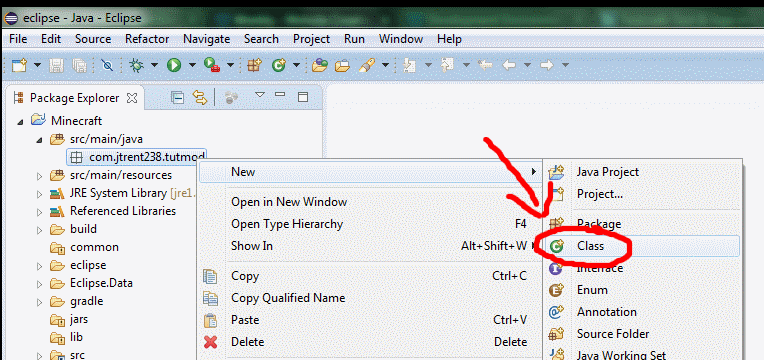 eclipse - Java - Eclipse
File Edit Source Refactor Navigate Search Project Run Window Help
Package Explorer
Minecraft
src/main/java
com.jtrent238.tutmod
src/main/resources
JRE System Library [jre1.
Referenced Libraries
build
common
eclipse
Eclipse.Data
gradle
jars
lib
src
New
Open in New Window
Open Type Hierarchy F4
Show In Alt+Shift+W
Copy Ctrl+C
Copy Qualified Name
Paste Ctrl+V
Delete Delete
Java Project
Project...
Package
Class
Interface
Enum
Annotation
Source Folder
Java Working Set